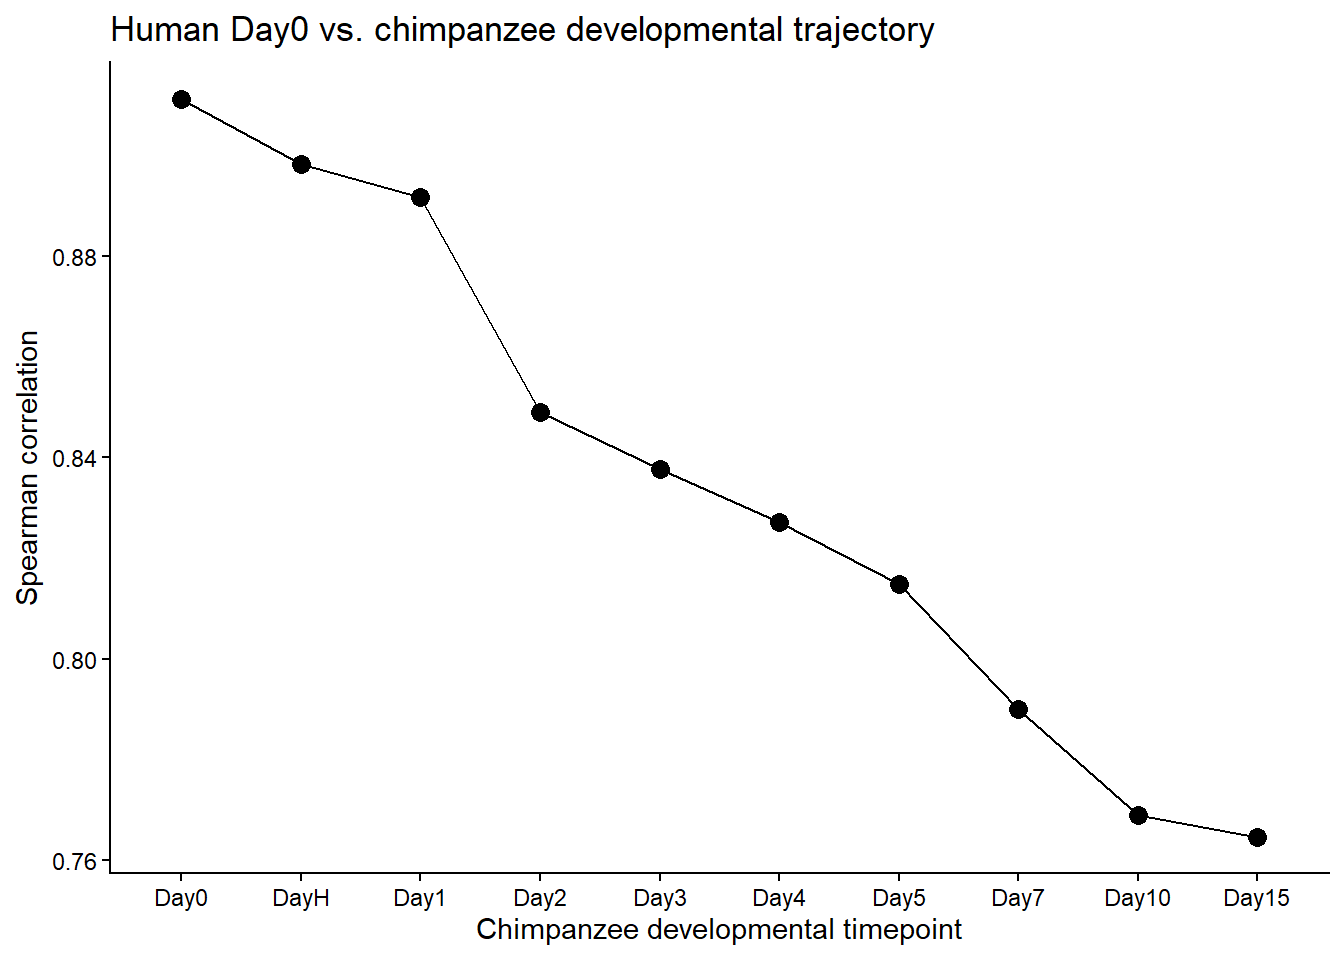 Human Day0 vs. chimpanzee developmental trajectory
Spearman correlation
0.88
0.84
0.80
0.76
Day0 DayH Day1 Day2 Day3 Day4 Day5 Day7 Day10 Day15
Chimpanzee developmental timepoint